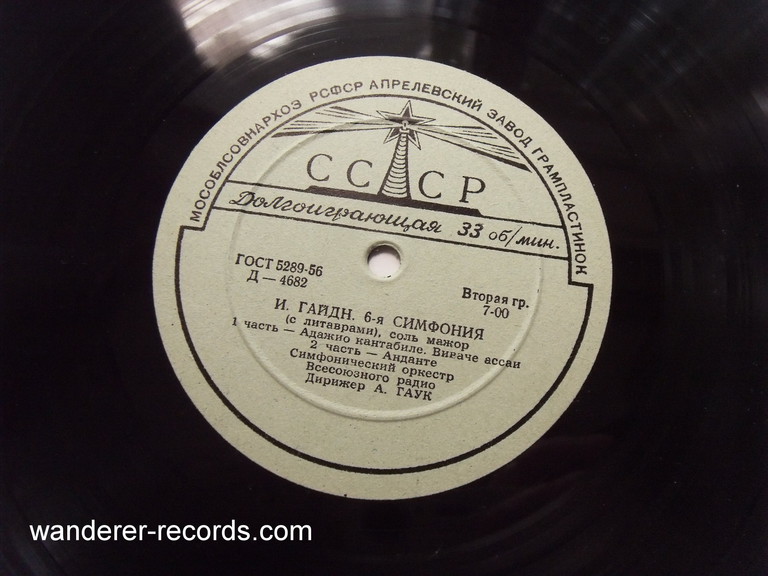 МОСОБЛСОВНАРХОЗ РСФСР АПРЕЛЕВСКИЙ ЗАВОД ГРАМПЛАСТИНОК
СССР
Долгоиграющая 33 об/мин.
ГОСТ 5289-56
Д — 4682
Вторая гр.
7-00
И. ГАЙДН. 6-я СИМФОНИЯ
(с литаврами), соль мажор
1 часть — Адажио кантабиле. Виваче ассаи
2 часть — Анданте
Симфонический оркестр
Всесоюзного радио
Дирижер А. ГАУК
wanderer-records.com